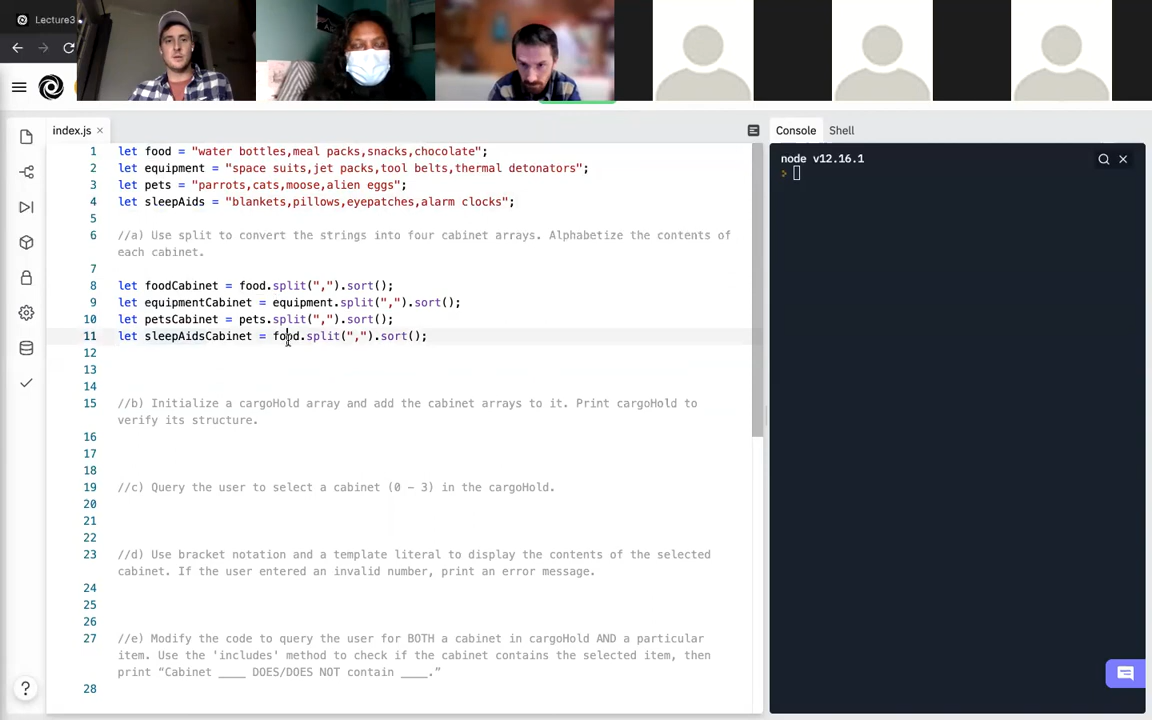 Lecture3
index.js ×
Console
Shell
1 let food = "water bottles,meal packs,snacks,chocolate";
2 let equipment = "space suits,jet packs,tool belts,thermal detonators";
3 let pets = "parrots,cats,moose,alien eggs";
4 let sleepAids = "blankets,pillows,eyepatches,alarm clocks";
5
6 //a) Use split to convert the strings into four cabinet arrays. Alphabetize the contents of
each cabinet.
7
8 let foodCabinet = food.split(",").sort();
9 let equipmentCabinet = equipment.split(",").sort();
10 let petsCabinet = pets.split(",").sort();
11 let sleepAidsCabinet = food.split(",").sort();
12
13
14
15 //b) Initialize a cargoHold array and add the cabinet arrays to it. Print cargoHold to
verify its structure.
16
17
18
19 //c) Query the user to select a cabinet (0 - 3) in the cargoHold.
20
21
22
23 //d) Use bracket notation and a template literal to display the contents of the selected
cabinet. If the user entered an invalid number, print an error message.
24
25
26
27 //e) Modify the code to query the user for BOTH a cabinet in cargoHold AND a particular
item. Use the 'includes' method to check if the cabinet contains the selected item, then
print “Cabinet ____ DOES/DOES NOT contain ____.”
28
node v12.16.1
?